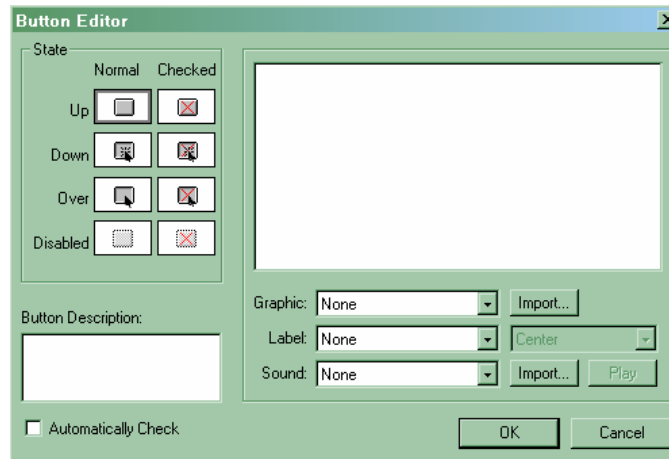 Button Editor
State
Normal Checked
Up
Down
Over
Disabled
Button Description:
Automatically Check
Graphic: None Import...
Label: None Center
Sound: None Import... Play
OK Cancel